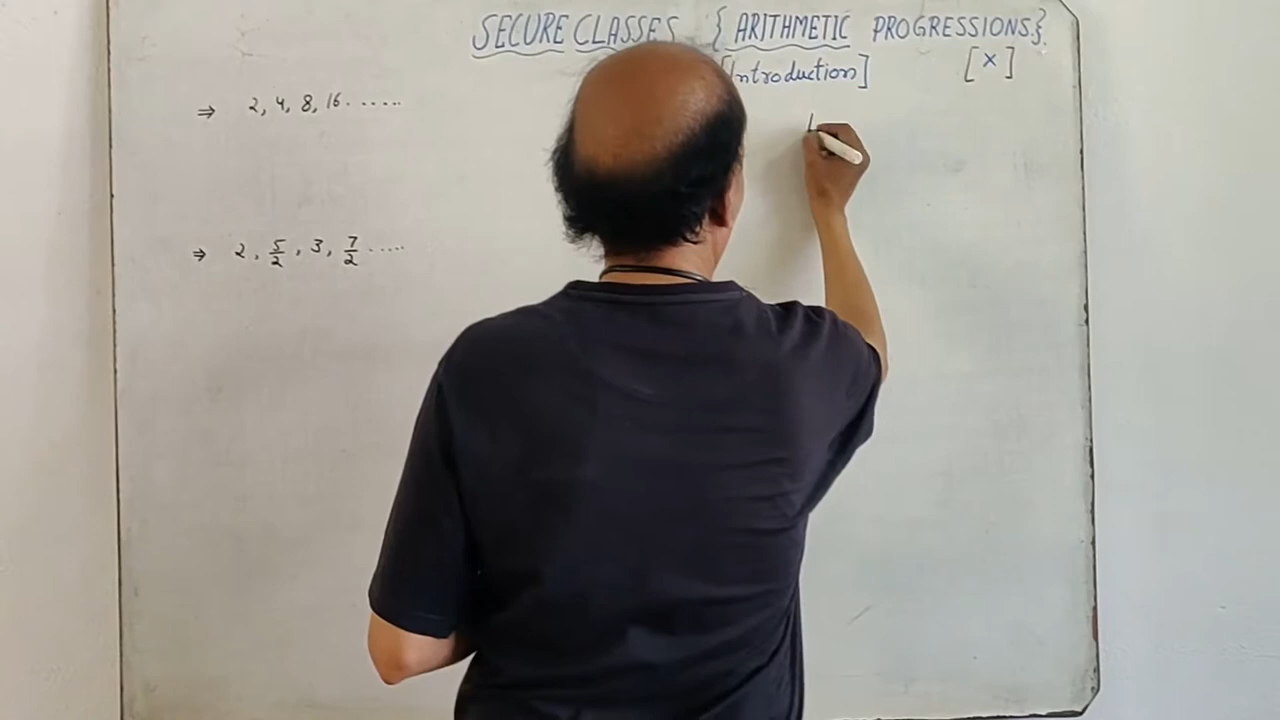 SECURE CLASSES { ARITHMETIC PROGRESSIONS.}
[Introduction] [x]
⇒ 2, 4, 8, 16 . . . . . .
⇒ 2, 5/2, 3, 7/2 . . . . .